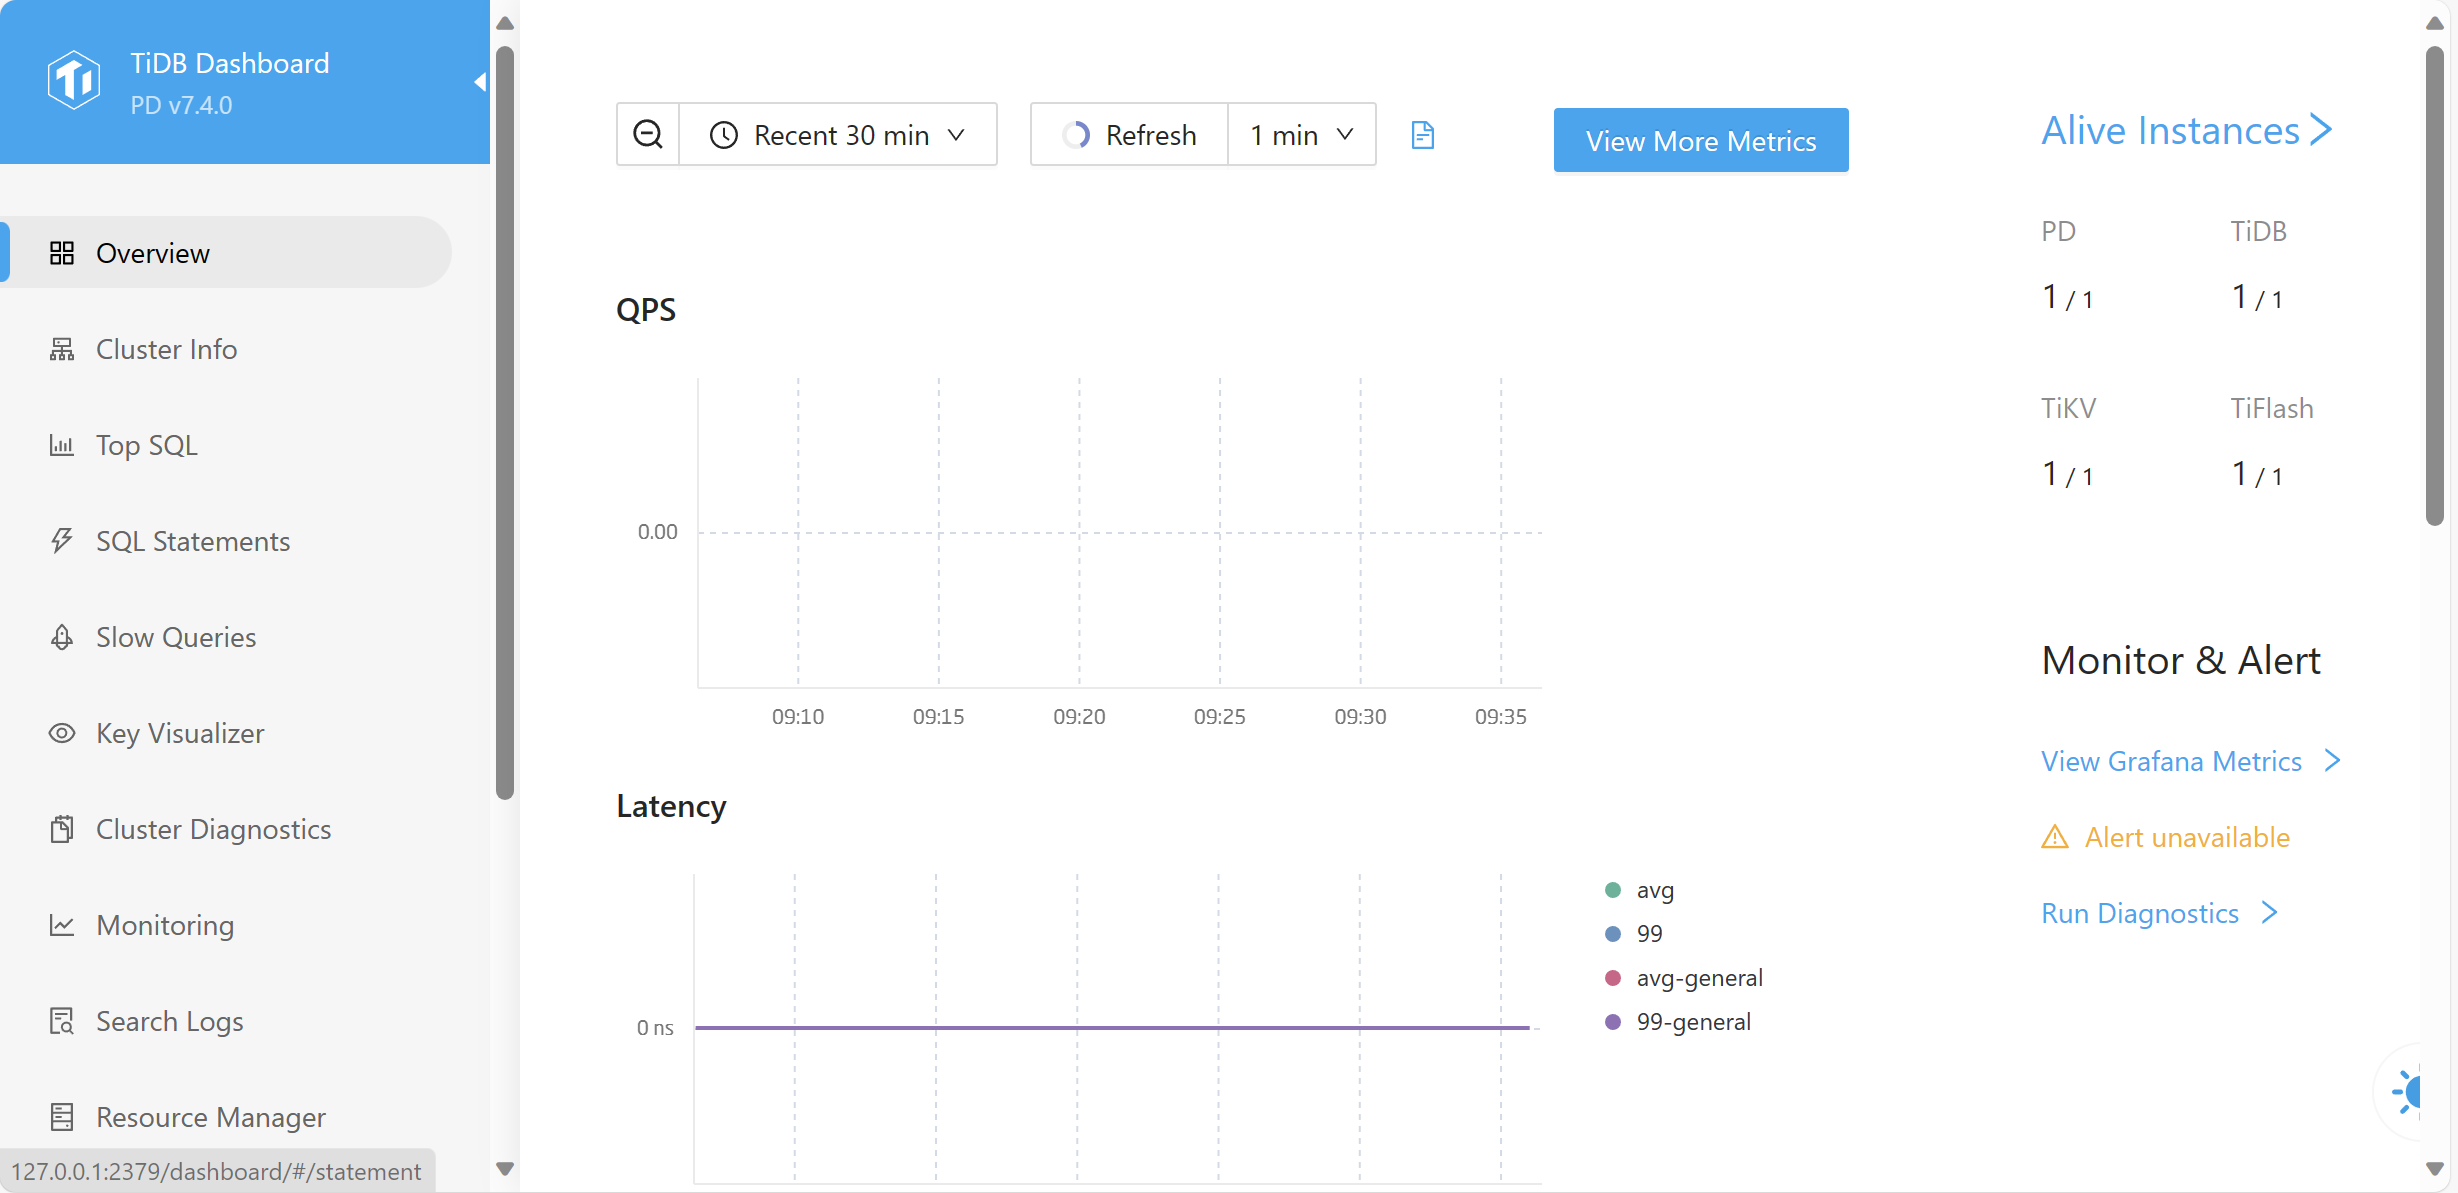 TiDB Dashboard
PD v7.4.0
Overview
Cluster Info
Top SQL
SQL Statements
Slow Queries
Key Visualizer
Cluster Diagnostics
Monitoring
Search Logs
Resource Manager
127.0.0.1:2379/dashboard/#/statement
Recent 30 min
Refresh
1 min
View More Metrics
QPS
0.00
09:10 09:15 09:20 09:25 09:30 09:35
Latency
0 ns
avg
99
avg-general
99-general
Alive Instances
PD TiDB
1 / 1 1 / 1
TiKV TiFlash
1 / 1 1 / 1
Monitor & Alert
View Grafana Metrics
Alert unavailable
Run Diagnostics